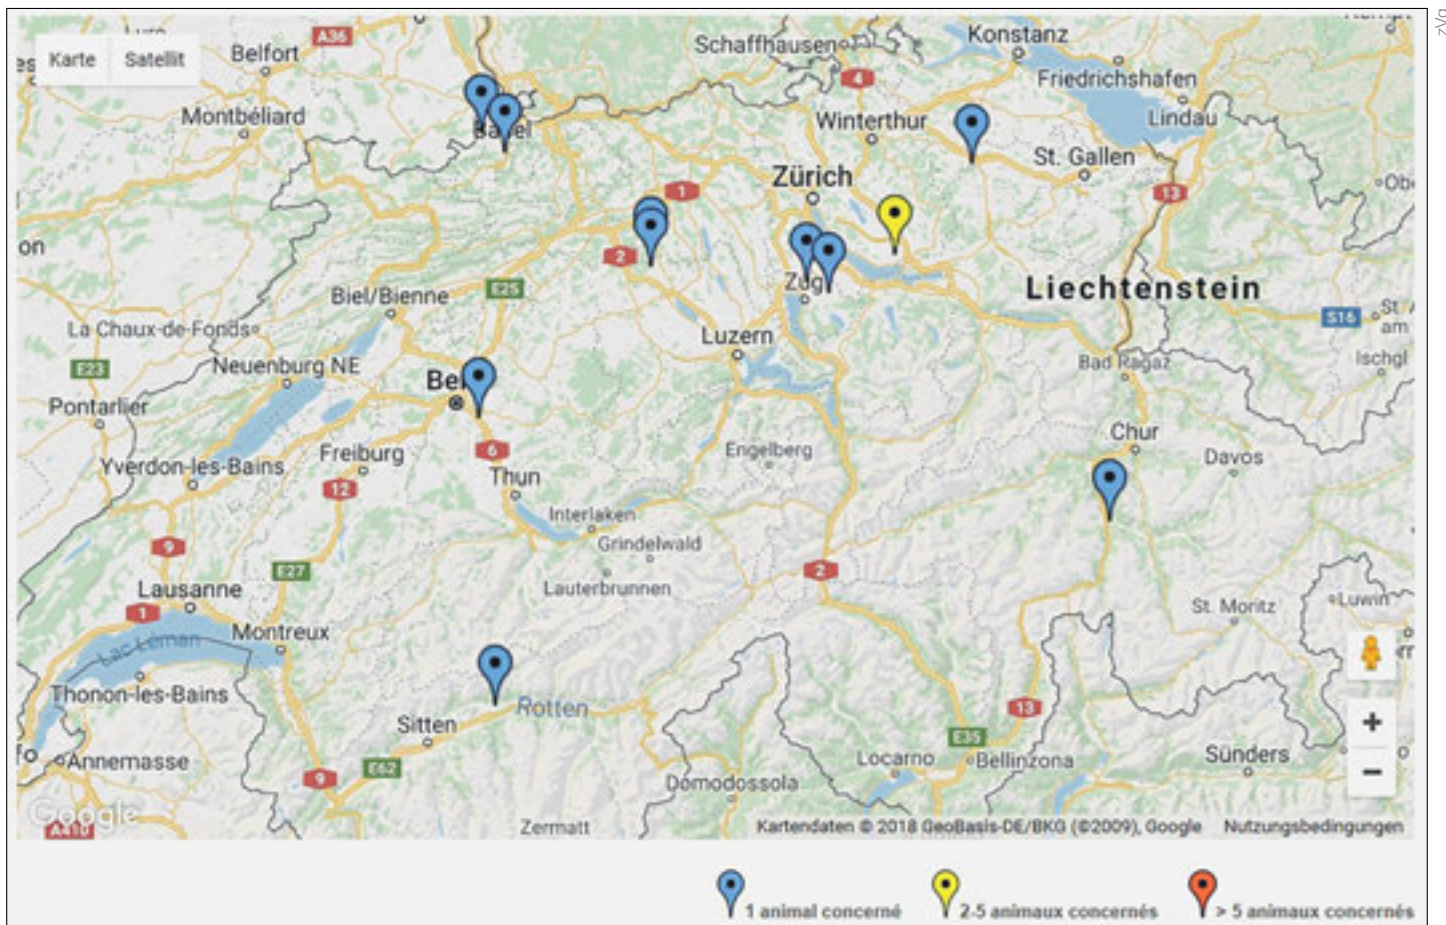 zVg
Karte
Satellit
Belfort
A36
Schaffhausen
Konstanz
4
Friedrichshafen
Montbéliard
Basel
Winterthur
Lindau
St. Gallen
Zürich
1
13
2
Zug
Biel/Bienne
E25
Liechtenstein
S16
La Chaux-de-Fonds
Luzern
Neuenburg NE
E23
Bad Ragaz
Ischgl
Pontarlier
Freiburg
6
Engelberg
Chur
Davos
Yverdon-les-Bains
12
Thun
Interlaken
9
Grindelwald
E27
2
Lauterbrunnen
Lausanne
1
St. Moritz
Luwin
Montreux
Lac Léman
Thonon-les-Bains
Rotten
13
Sitten
E35
Annemasse
E62
Locarno
Bellinzona
Sünders
9
Domodossola
+
−
Google
A410
Zermatt
Kartendaten © 2018 GeoBasis-DE/BKG (©2009), Google
Nutzungsbedingungen
1 animal concerné
2-5 animaux concernés
> 5 animaux concernés